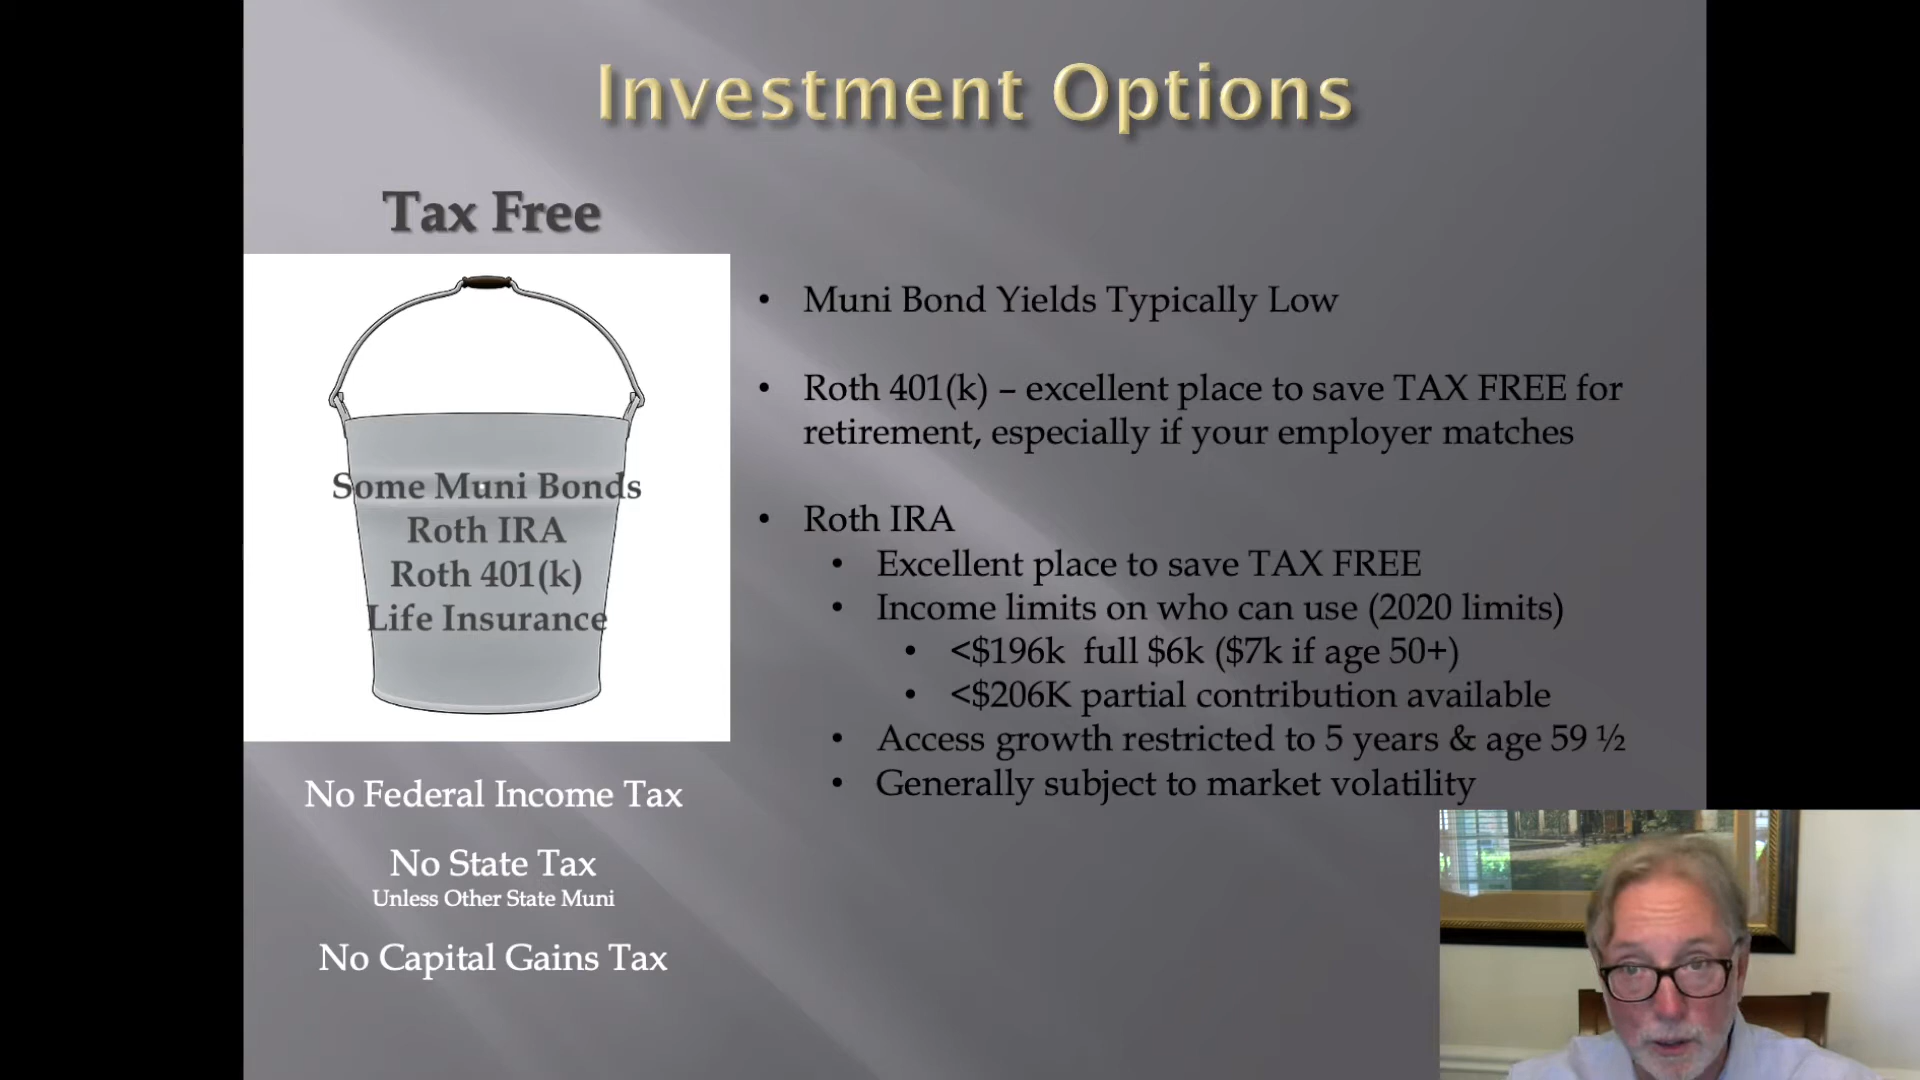 Investment Options
Tax Free
Some Muni Bonds
Roth IRA
Roth 401(k)
Life Insurance
No Federal Income Tax
No State Tax
Unless Other State Muni
No Capital Gains Tax
• Muni Bond Yields Typically Low
• Roth 401(k) – excellent place to save TAX FREE for
retirement, especially if your employer matches
• Roth IRA
• Excellent place to save TAX FREE
• Income limits on who can use (2020 limits)
• <$196k full $6k ($7k if age 50+)
• <$206K partial contribution available
• Access growth restricted to 5 years & age 59 ½
• Generally subject to market volatility